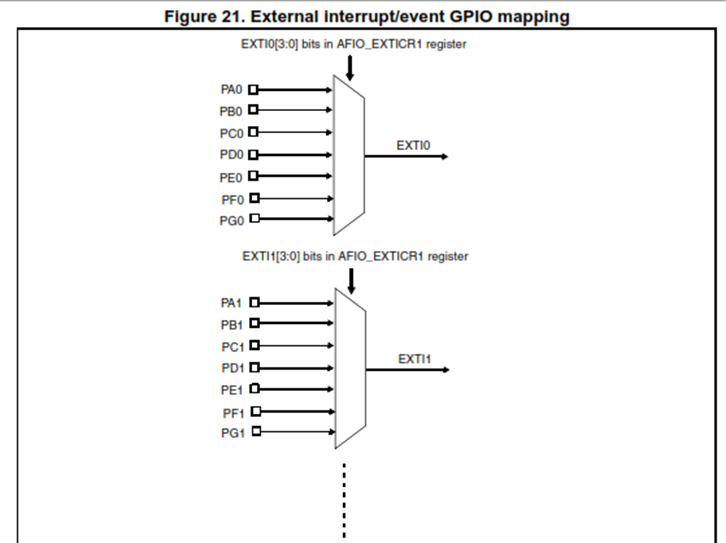 Figure 21. External interrupt/event GPIO mapping
EXTI0[3:0] bits in AFIO_EXTICR1 register
PA0
PB0
PC0
PD0
EXTI0
PE0
PF0
PG0
EXTI1[3:0] bits in AFIO_EXTICR1 register
PA1
PB1
PC1
EXTI1
PD1
PE1
PF1
PG1